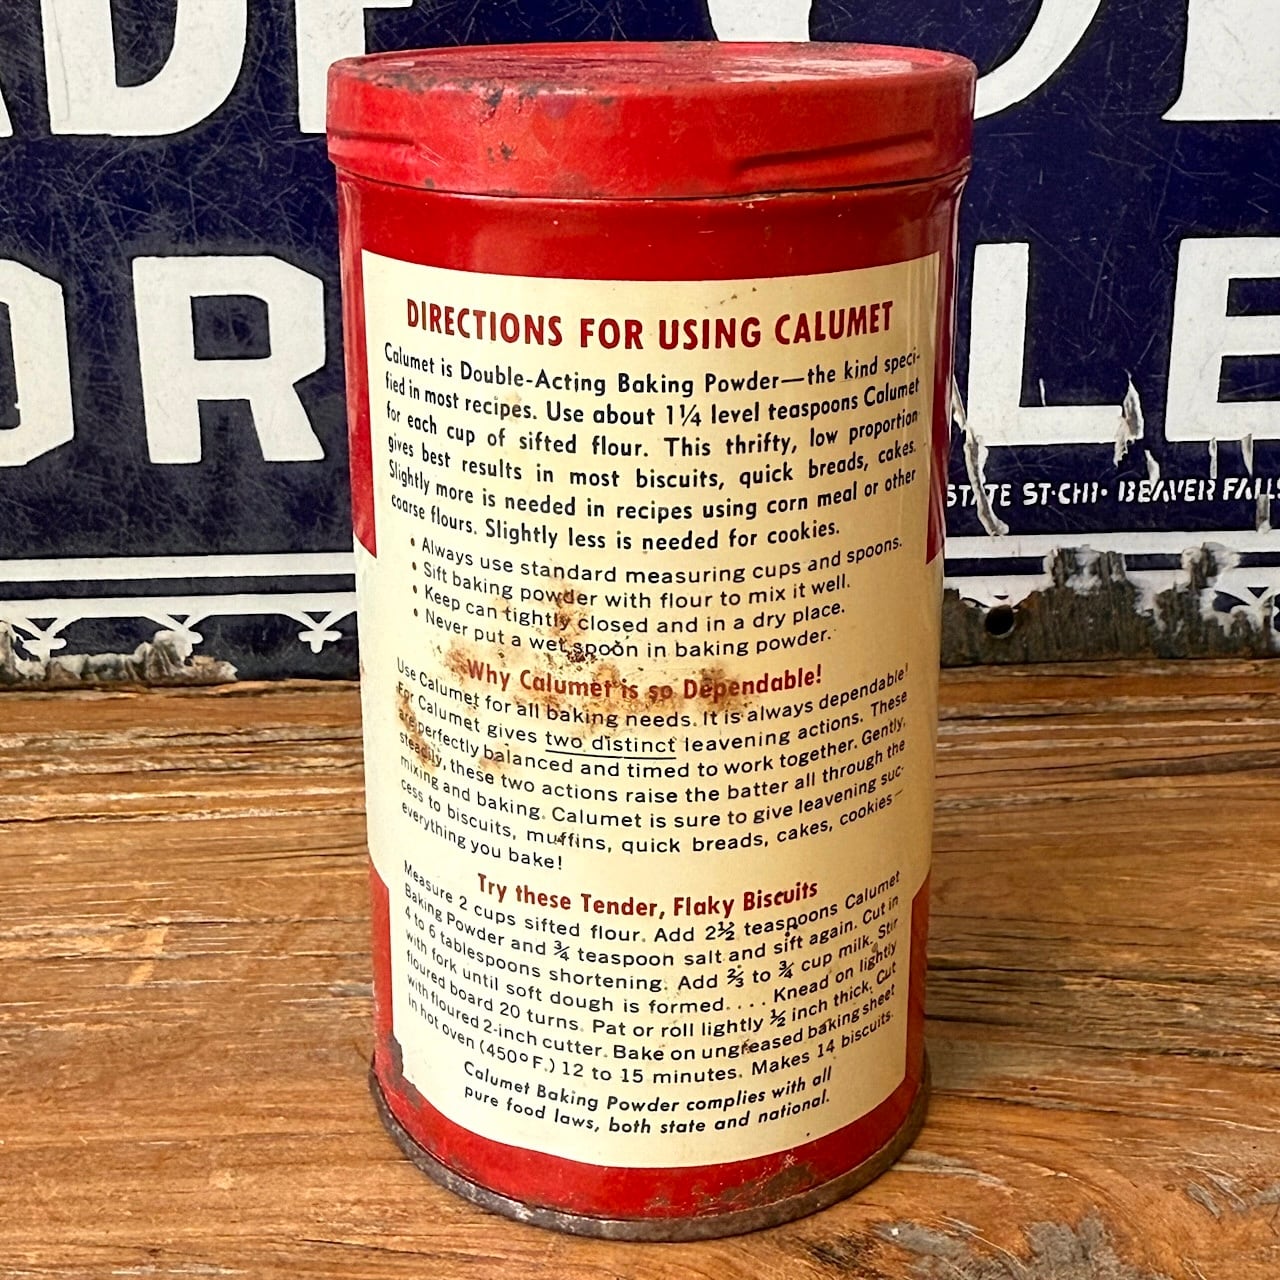 DIRECTIONS FOR USING CALUMET
Calumet is Double-Acting Baking Powder—the kind speci-
fied in most recipes. Use about 1¼ level teaspoons Calumet
for each cup of sifted flour. This thrifty, low proportion
gives best results in most biscuits, quick breads, cakes.
Slightly more is needed in recipes using corn meal or other
coarse flours. Slightly less is needed for cookies.
• Always use standard measuring cups and spoons.
• Sift baking powder with flour to mix it well.
• Keep can tightly closed and in a dry place.
• Never put a wet spoon in baking powder.
Why Calumet is so Dependable!
Use Calumet for all baking needs. It is always dependable!
For Calumet gives two distinct leavening actions. These
are perfectly balanced and timed to work together. Gently,
steadily, these two actions raise the batter all through the
mixing and baking. Calumet is sure to give leavening suc-
cess to biscuits, muffins, quick breads, cakes, cookies—
everything you bake!
Try these Tender, Flaky Biscuits
Measure 2 cups sifted flour. Add 2½ teaspoons Calumet
Baking Powder and ¾ teaspoon salt and sift again. Cut in
4 to 6 tablespoons shortening. Add ⅔ to ¾ cup milk. Stir
with fork until soft dough is formed. . . . Knead on lightly
floured board 20 turns. Pat or roll lightly ½ inch thick. Cut
with floured 2-inch cutter. Bake on ungreased baking sheet
in hot oven (450° F.) 12 to 15 minutes. Makes 14 biscuits.
Calumet Baking Powder complies with all
pure food laws, both state and national.
STATE ST·CHI· BEAVER FALLS